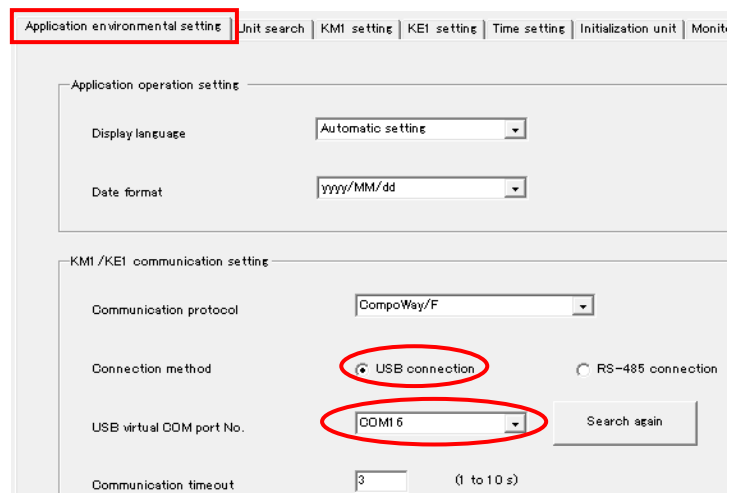 Application environmental setting Unit search KM1 setting KE1 setting Time setting Initialization unit Monito
Application operation setting
Display language Automatic setting
Date format yyyy/MM/dd
KM1/KE1 communication setting
Communication protocol CompoWay/F
Connection method USB connection RS-485 connection
USB virtual COM port No. COM16 Search again
Communication timeout 3 (1 to 10 s)